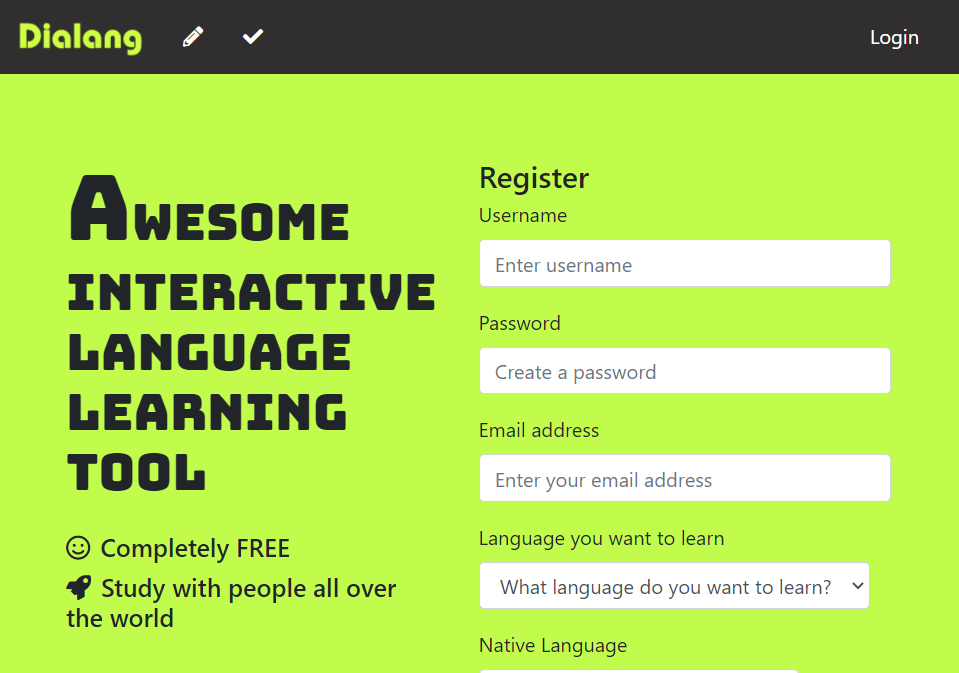 Dialang
Login
Awesome
interactive
language
learning
tool
Completely FREE
Study with people all over
the world
Register
Username
Enter username
Password
Create a password
Email address
Enter your email address
Language you want to learn
What language do you want to learn?
Native Language